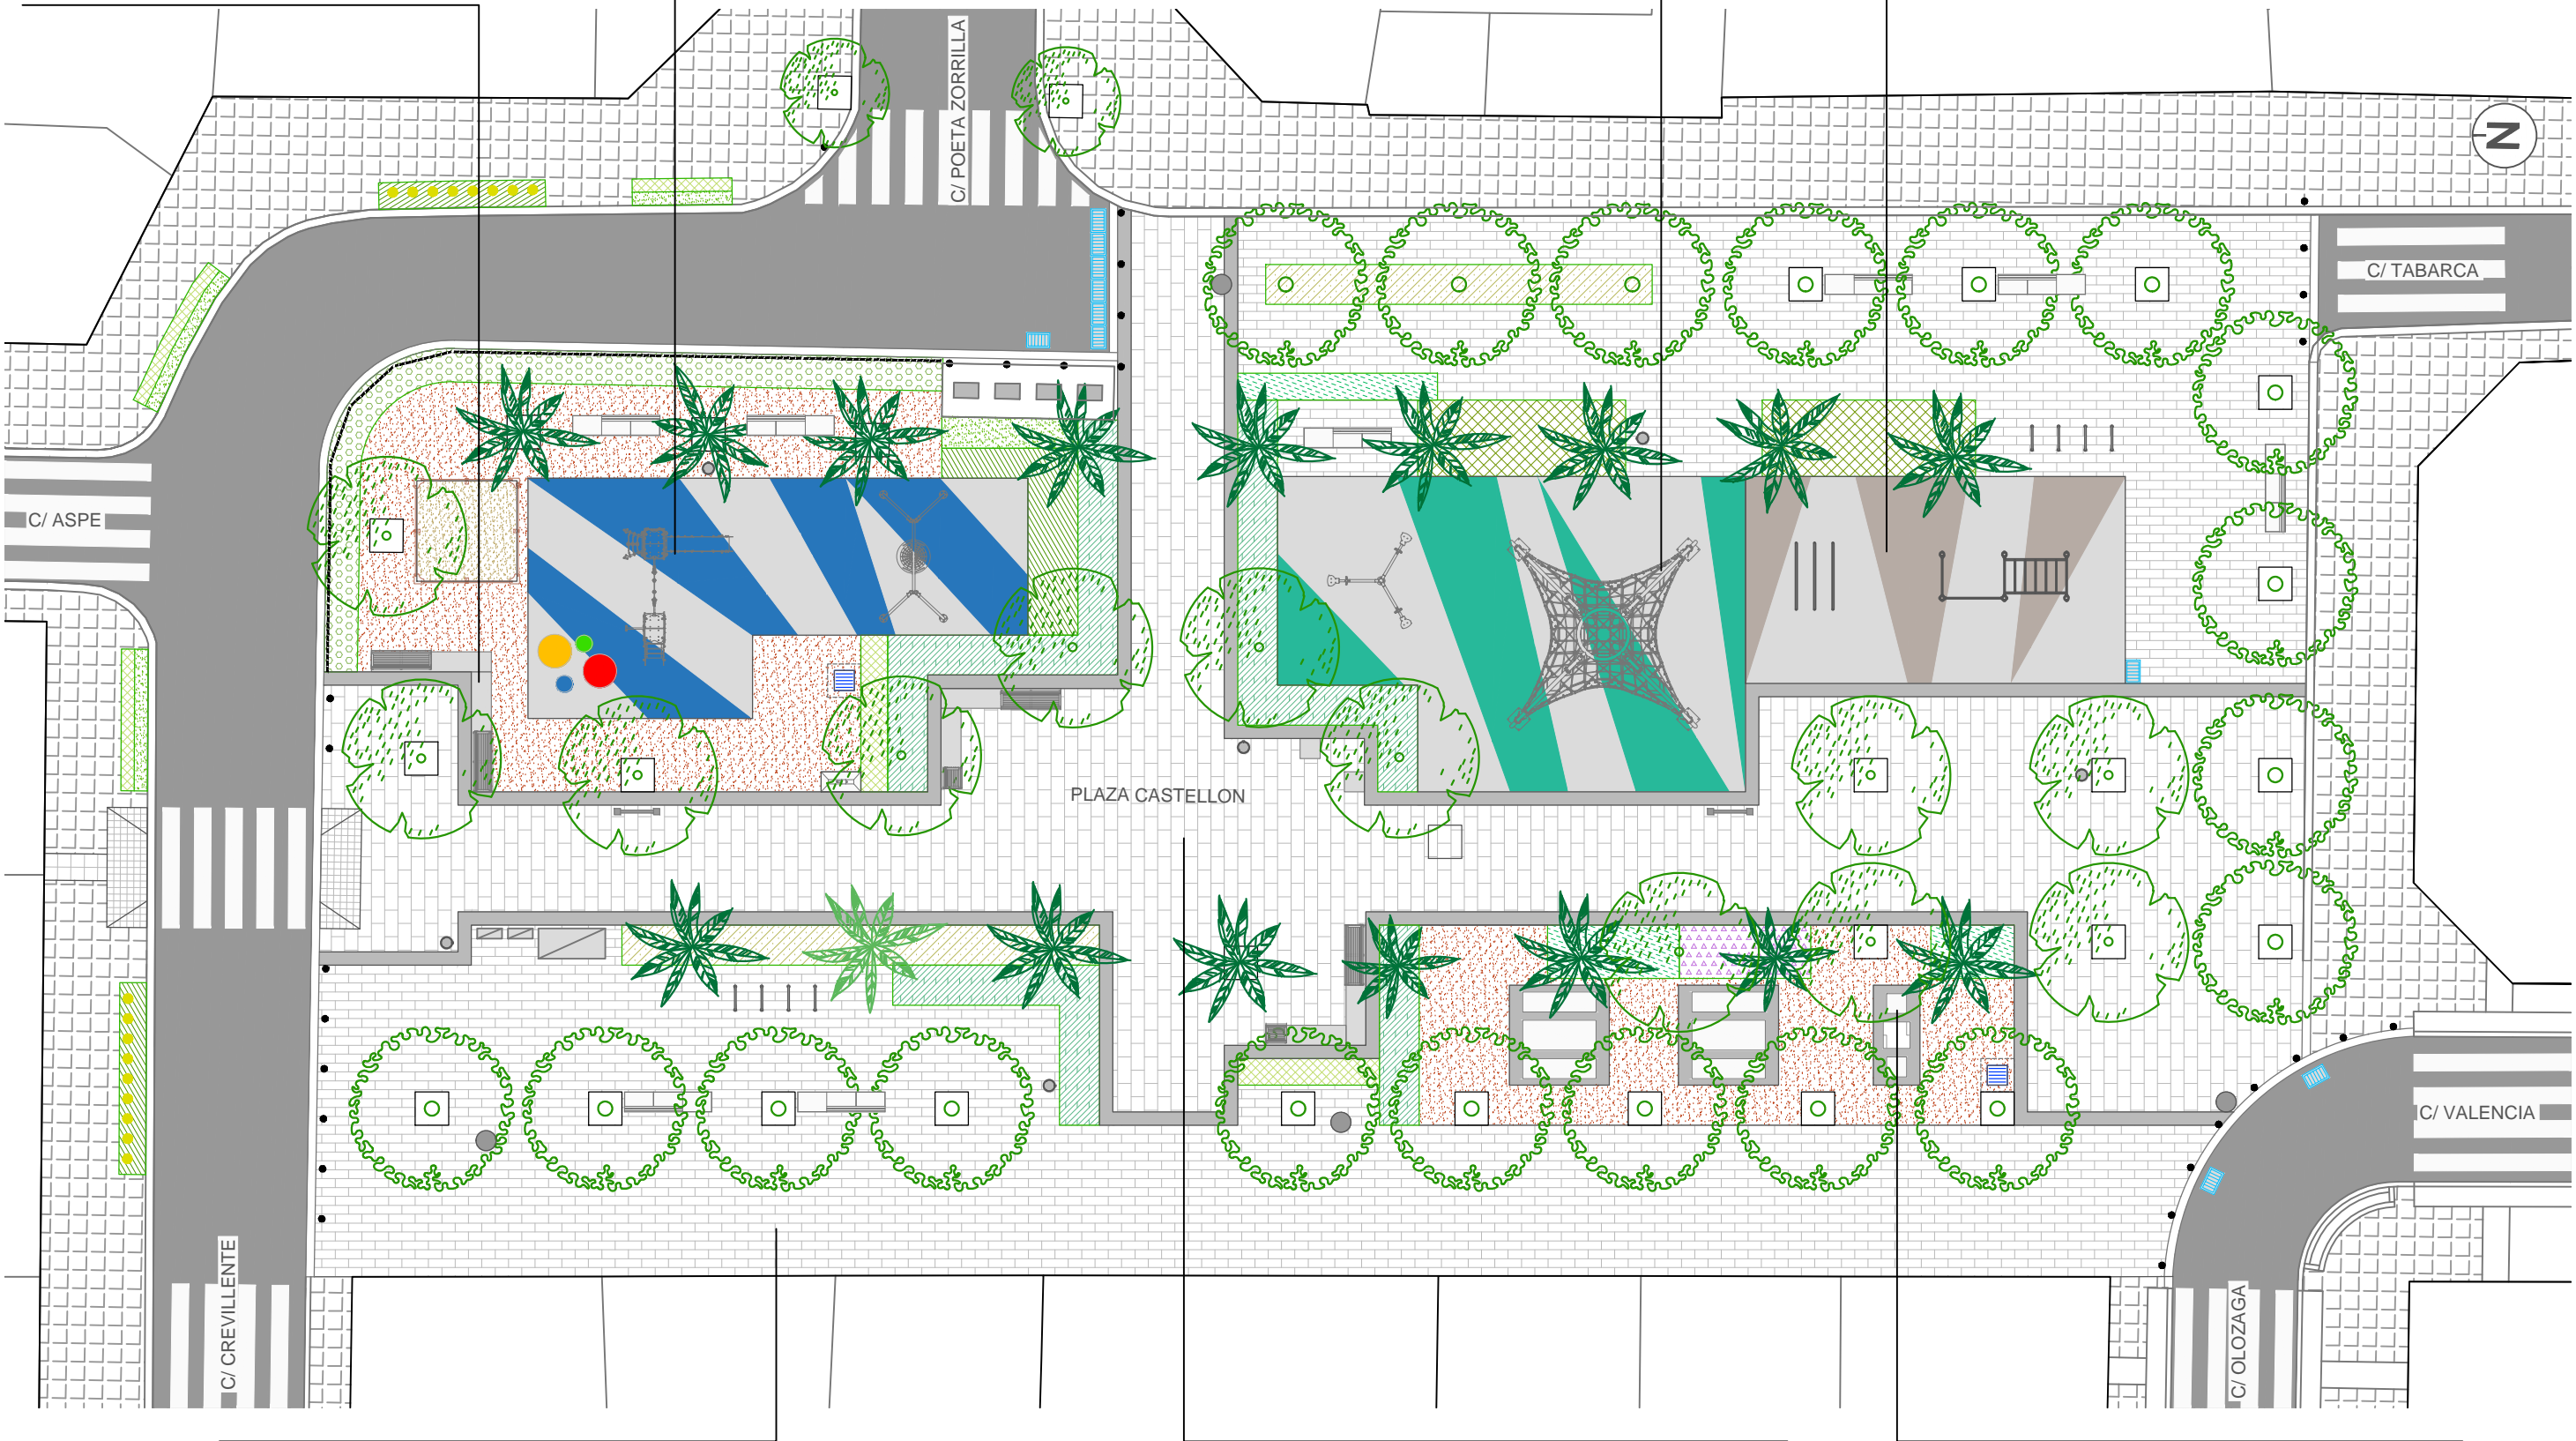 C/ POETA ZORRILLA
N
C/ TABARCA
C/ ASPE
PLAZA CASTELLON
C/ VALENCIA
C/ CREVILLENTE
C/ OLOZAGA